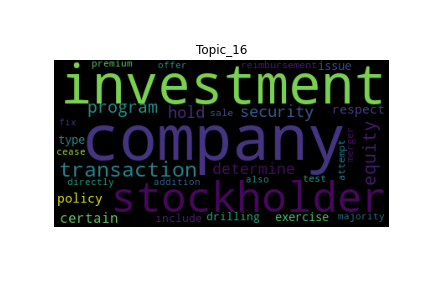 Topic_16
premium offer reimbursement issue
investment
program hold sale security respect
fix
company
type
cease
equity
merger
attempt
transaction determine
directly addition also test
policy stockholder
certain include drilling exercise majority